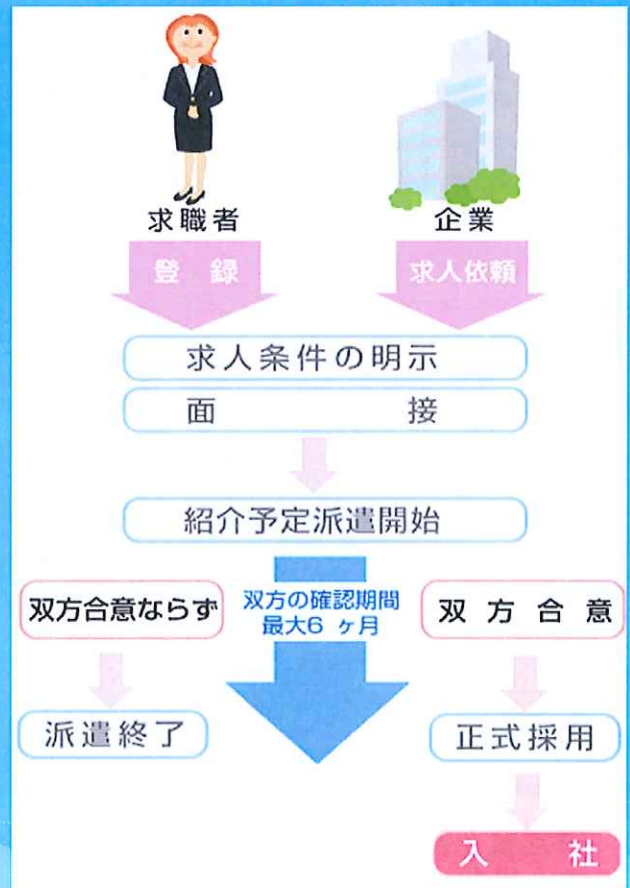 求職者
企業
登録
求人依頼
求人条件の明示
面接
紹介予定派遣開始
双方合意ならず
双方の確認期間
最大6ヶ月
双方合意
派遣終了
正式採用
入社